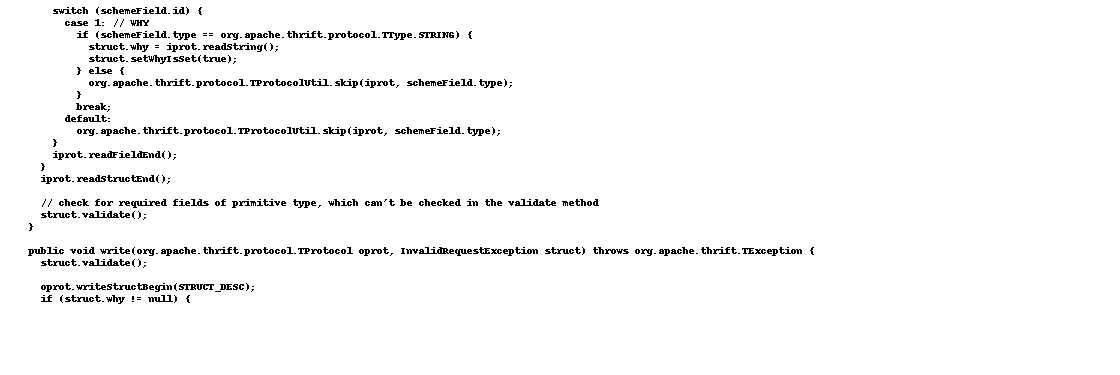 switch (schemeField.id) {
case 1: // WHY
if (schemeField.type == org.apache.thrift.protocol.TType.STRING) {
struct.why = iprot.readString();
struct.setWhyIsSet(true);
} else {
org.apache.thrift.protocol.TProtocolUtil.skip(iprot, schemeField.type);
}
break;
default:
org.apache.thrift.protocol.TProtocolUtil.skip(iprot, schemeField.type);
}
iprot.readFieldEnd();
}
iprot.readStructEnd();
// check for required fields of primitive type, which can't be checked in the validate method
struct.validate();
}
public void write(org.apache.thrift.protocol.TProtocol oprot, InvalidRequestException struct) throws org.apache.thrift.TException {
struct.validate();
oprot.writeStructBegin(STRUCT_DESC);
if (struct.why != null) {